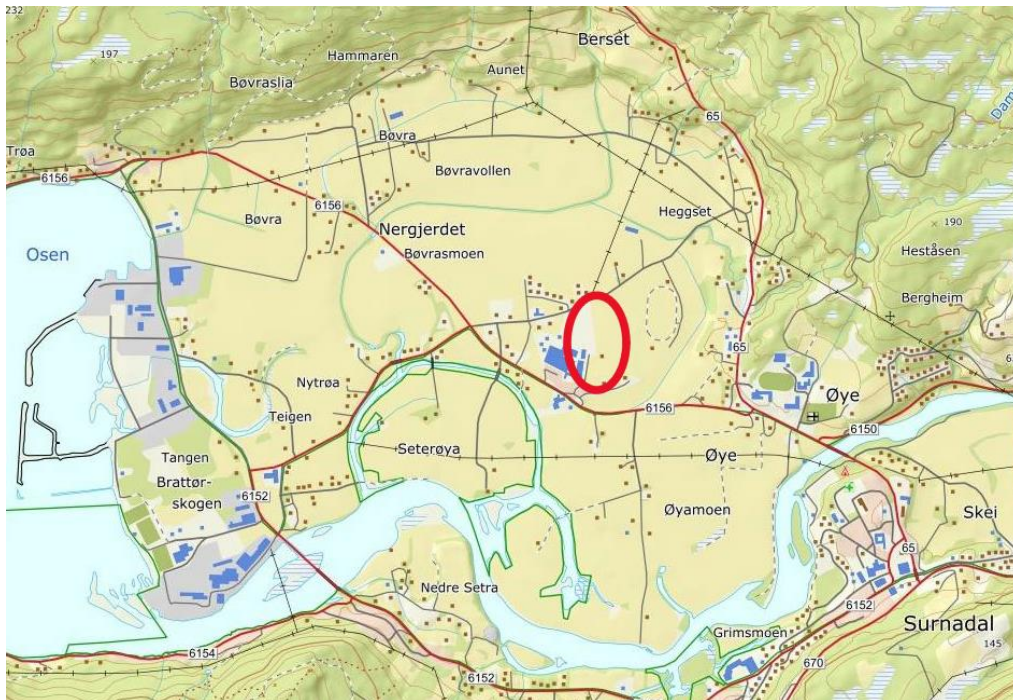 232
197
Hammaren
Berset
Aunet
Bøvraslia
Dam
65
Trøa
Bøvra
6156
Bøvravollen
Bøvra
6156
Heggset
190
Nergjerdet
Bøvrasmoen
Heståsen
Osen
Bergheim
65
Nytrøa
Øye
Teigen
6156
6150
Seterøya
Øye
Tangen
Brattør-
skogen
6152
Øyamoen
Skei
65
Nedre Setra
6152
Grimsmoen
Surnadal
6154
6152
670
145